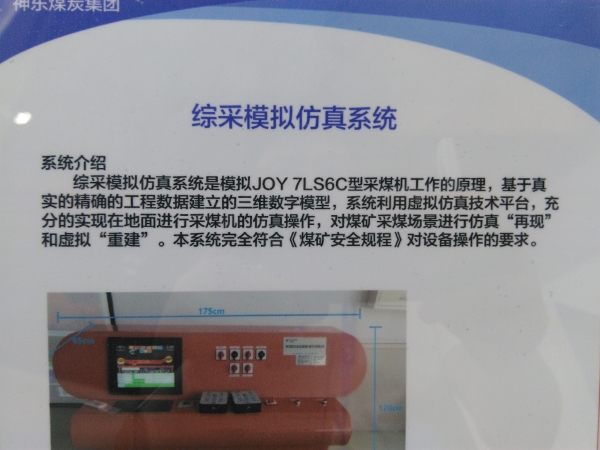 神东煤炭集团
综采模拟仿真系统
系统介绍
综采模拟仿真系统是模拟JOY 7LS6C型采煤机工作的原理，基于真
实的精确的工程数据建立的三维数字模型，系统利用虚拟仿真技术平台，充
分的实现在地面进行采煤机的仿真操作，对煤矿采煤场景进行仿真“再现”
和虚拟“重建”。本系统完全符合《煤矿安全规程》对设备操作的要求。
175cm
65cm
120cm